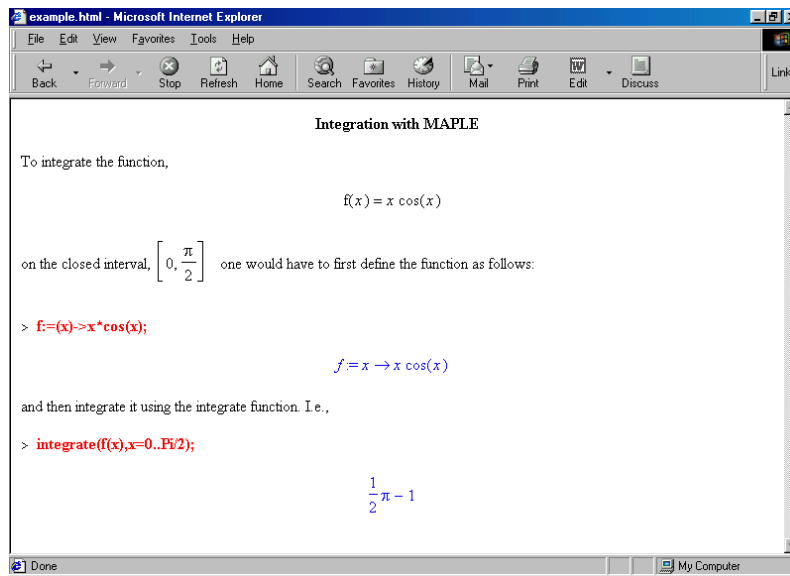 example.html - Microsoft Internet Explorer
File Edit View Favorites Tools Help
Back Forward Stop Refresh Home Search Favorites History Mail Print Edit Discuss Link
Integration with MAPLE
To integrate the function,
f(x) = x cos(x)
on the closed interval, [0, π/2] one would have to first define the function as follows:
> f:=(x)->x*cos(x);
f := x → x cos(x)
and then integrate it using the integrate function. I.e.,
> integrate(f(x),x=0..Pi/2);
1/2 π − 1
Done My Computer